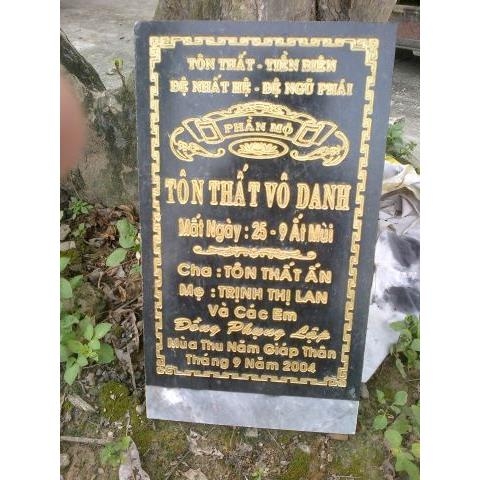 TÔN THẤT - TIỀN BIÊN
ĐỆ NHẤT HỆ - ĐỆ NGŨ PHÁI
PHẦN MỘ
TÔN THẤT VÔ DANH
Mất Ngày : 25 - 9 Ất Mùi
Cha : TÔN THẤT ẤN
Mẹ : TRỊNH THỊ LAN
Và Các Em
Đồng Phụng Lập
Mùa Thu Năm Giáp Thân
Tháng 9 Năm 2004